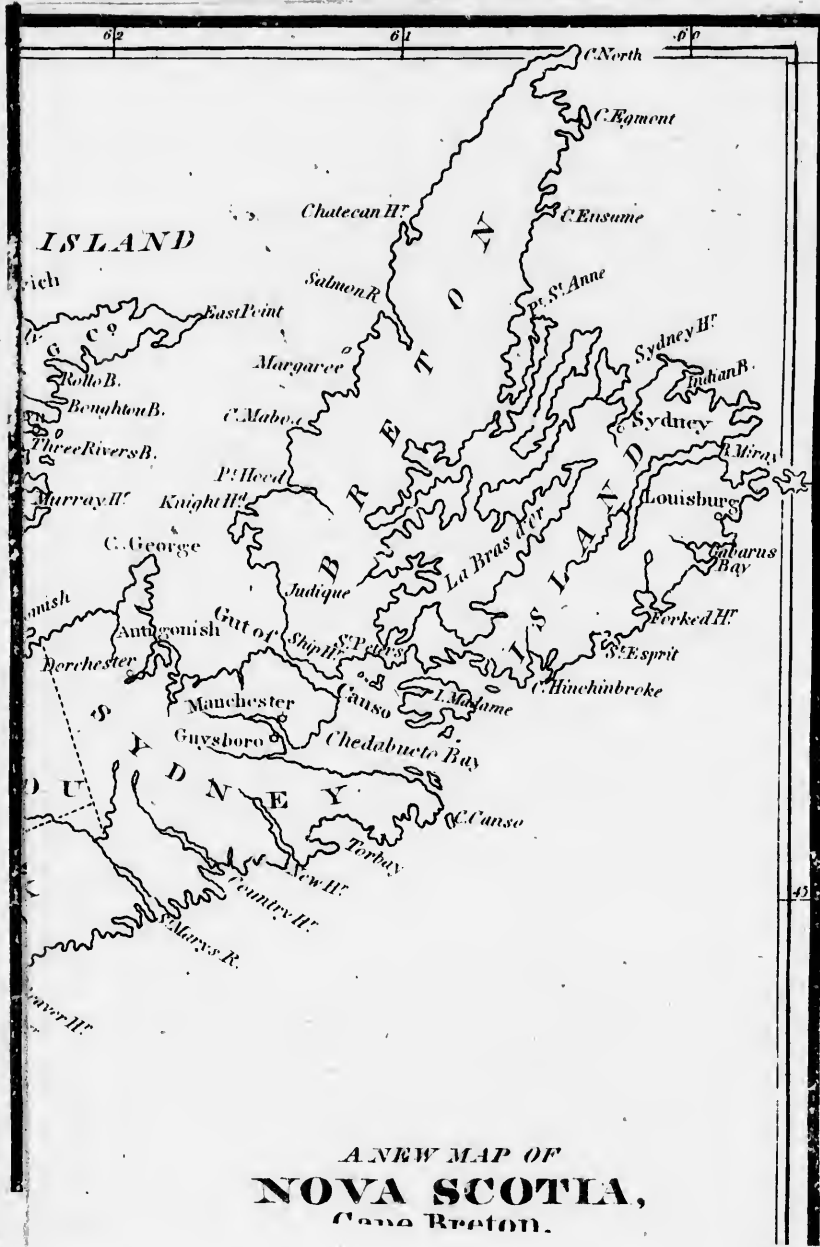 62 61 60
C. North
C. Egmont
Chatecan Hr.
C. Ensume
ISLAND
BRETON
Salmon R.
Pt. St. Anne
East Point
Co.
Margaree
Sydney Hr.
Indian B.
Rollo B.
Boughton B.
C. Mabou
Sydney
Three Rivers B.
R. Miray
Pt. Hood
Murray Hr.
Knight Hd.
Louisburg
C. George
La Bras d'or
Gabarus
Bay
Judique
ISLAND
Forked Hr.
Antigonish
Gut of
Ship Hr.
St. Peters
St. Esprit
Dorchester
Canso
I. Madame
C. Hinchinbroke
Manchester
Guysboro
Chedabucto Bay
SYDNEY
C. Canso
Torbay
New Hr.
Country Hr.
45
St. Marys R.
A NEW MAP OF
NOVA SCOTIA,
Cape Breton.